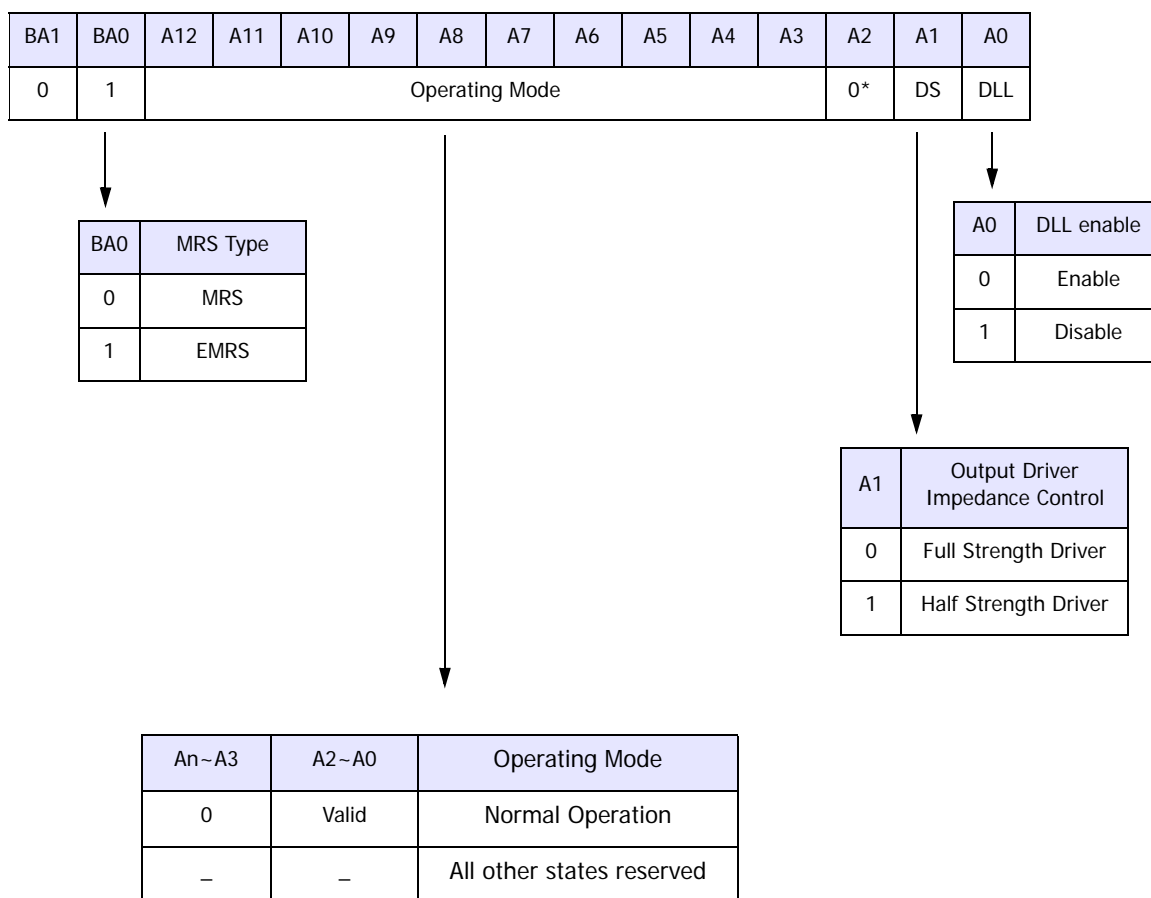 BA1 BA0 A12 A11 A10 A9 A8 A7 A6 A5 A4 A3 A2 A1 A0
0 1 Operating Mode 0* DS DLL
BA0 MRS Type
0 MRS
1 EMRS
A0 DLL enable
0 Enable
1 Disable
A1 Output Driver
Impedance Control
0 Full Strength Driver
1 Half Strength Driver
An~A3 A2~A0 Operating Mode
0 Valid Normal Operation
_ _ All other states reserved